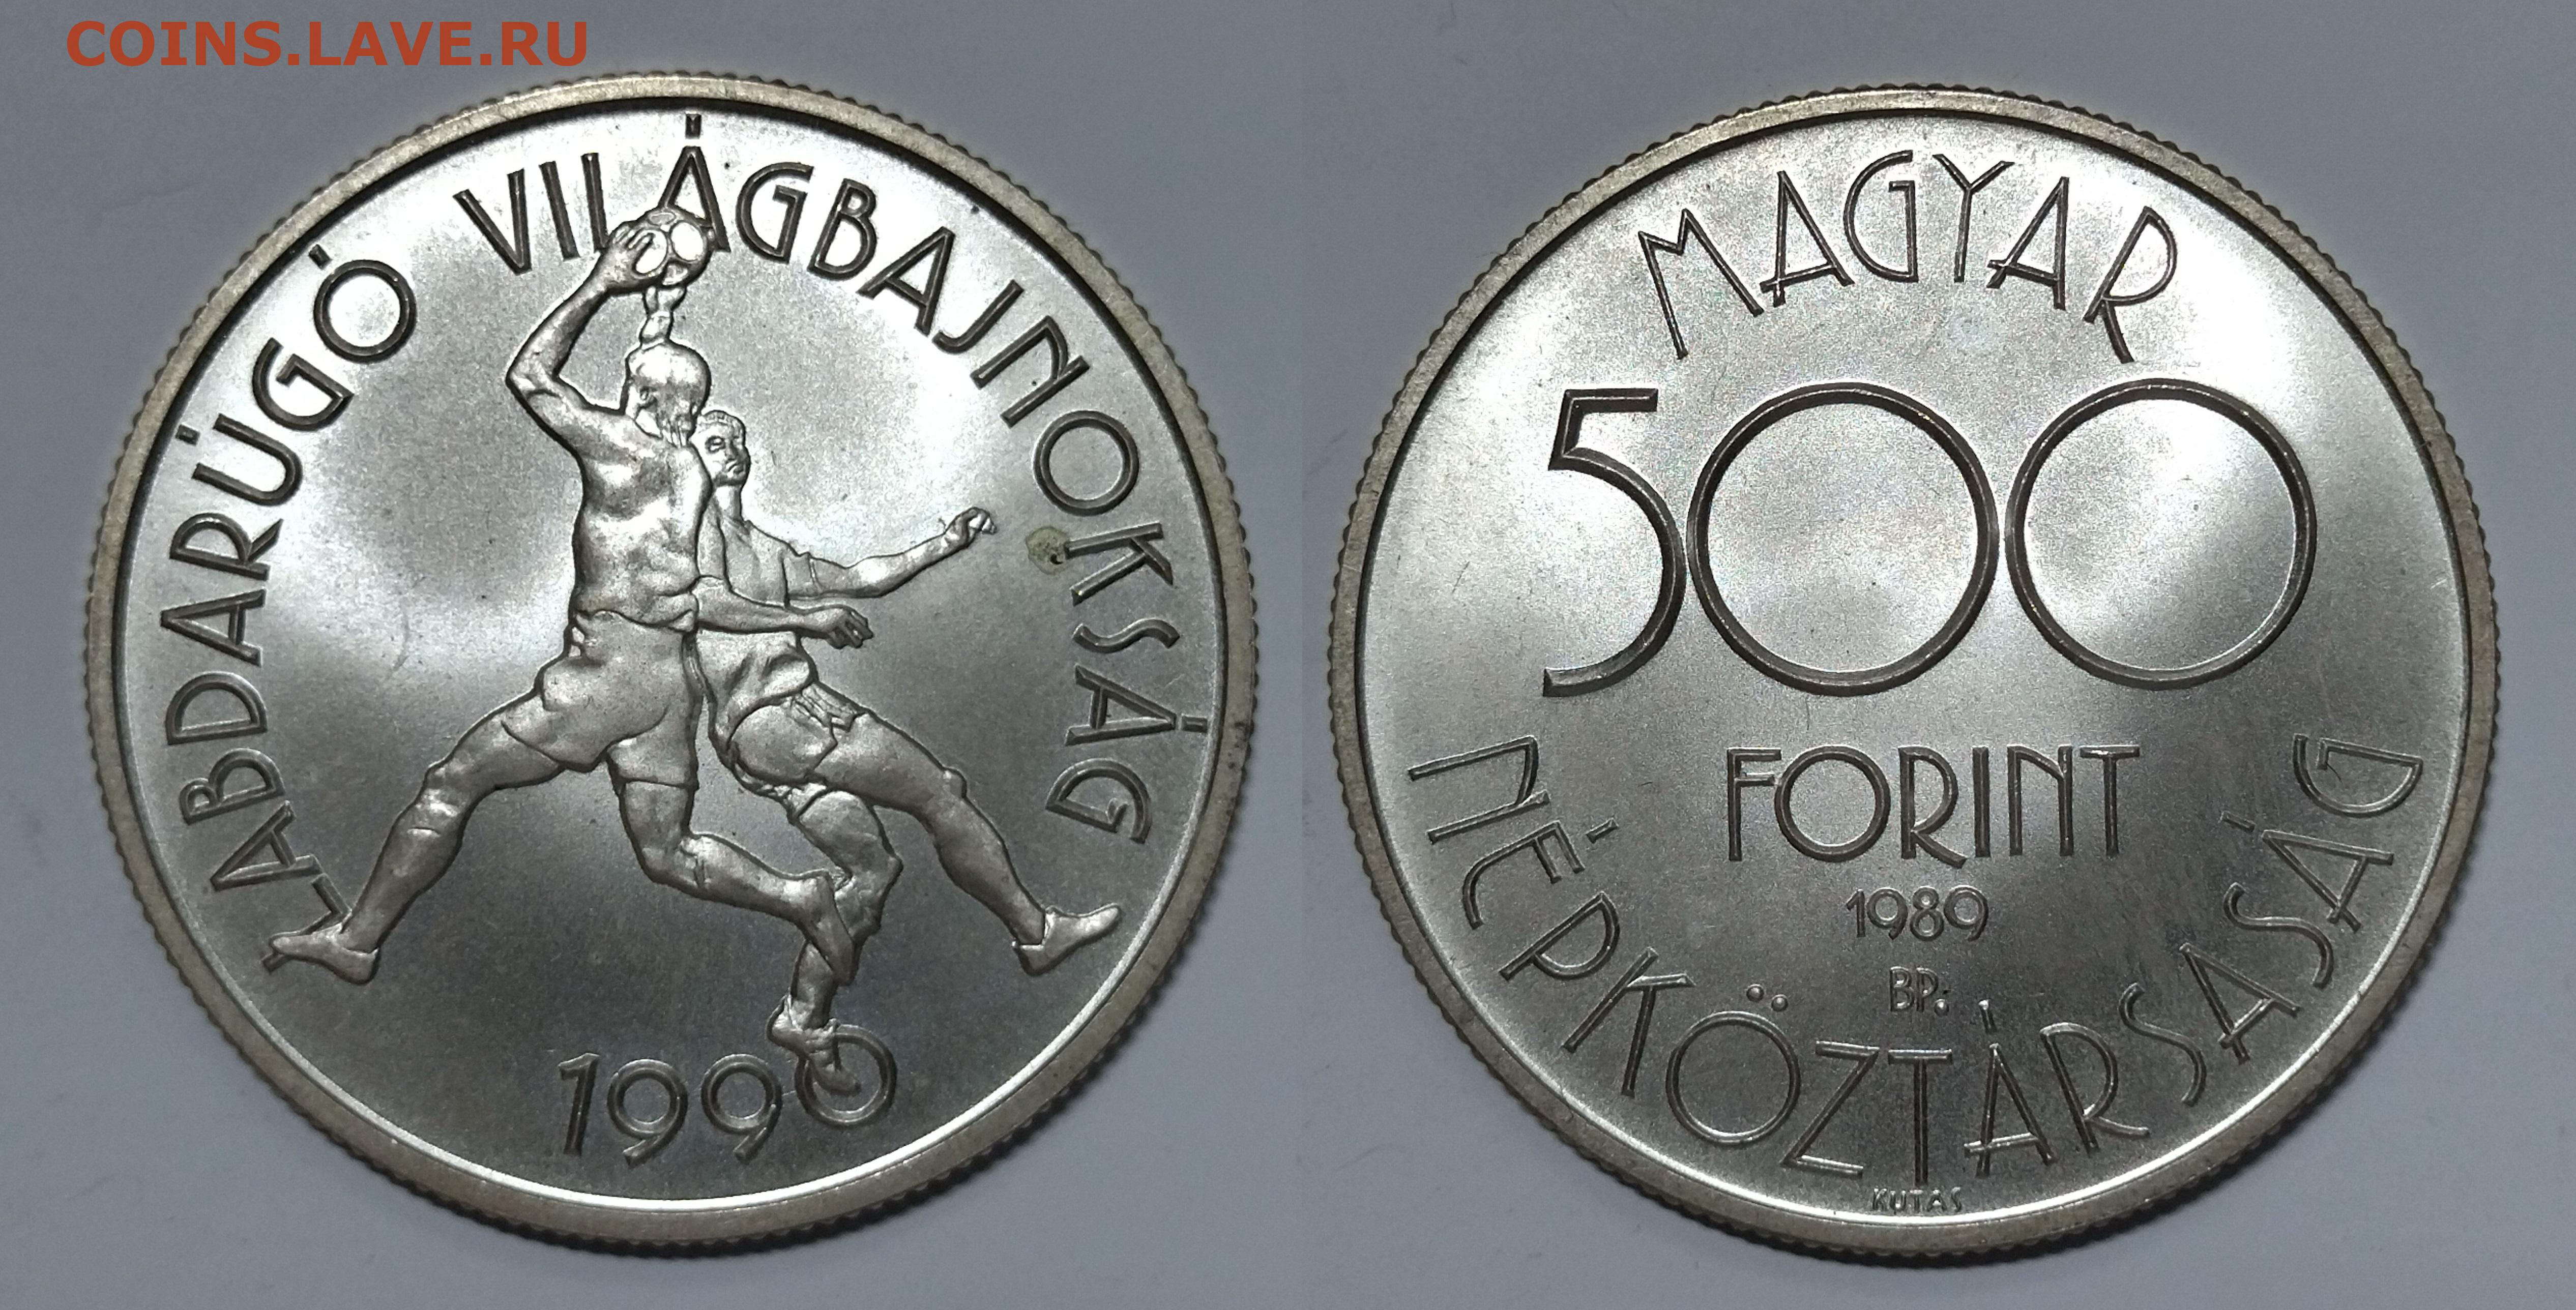 COINS.LAVE.RU
LABDARÚGÓ VILÁGBAJNOKSÁG
1990
MAGYAR
500
FORINT
1989
BP.
NÉPKÖZTÁRSASÁG
KUTAS